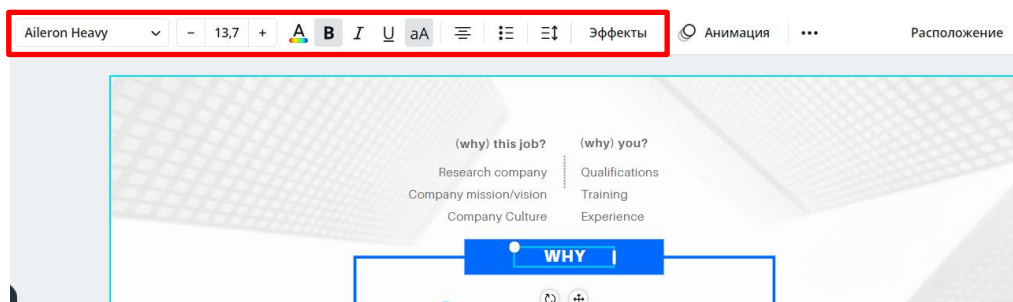 Aileron Heavy – 13,7 + A B I U aA Эффекты Анимация ••• Расположение
(why) this job? (why) you?
Research company Qualifications
Company mission/vision Training
Company Culture Experience
WHY